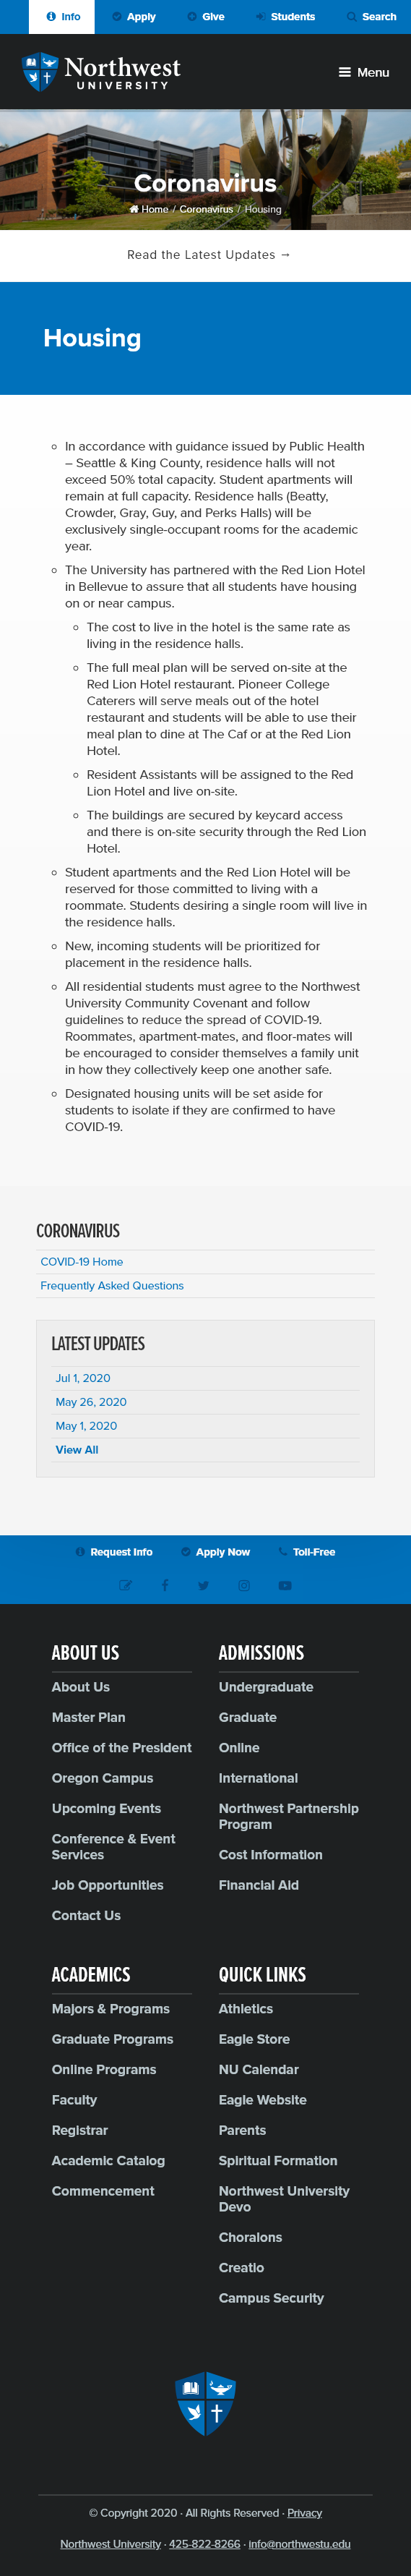 Info
Apply
Give
Students
Search
Northwest
UNIVERSITY
Menu
Coronavirus
Home / Coronavirus / Housing
Read the Latest Updates →
Housing
In accordance with guidance issued by Public Health
– Seattle & King County, residence halls will not
exceed 50% total capacity. Student apartments will
remain at full capacity. Residence halls (Beatty,
Crowder, Gray, Guy, and Perks Halls) will be
exclusively single-occupant rooms for the academic
year.
The University has partnered with the Red Lion Hotel
in Bellevue to assure that all students have housing
on or near campus.
The cost to live in the hotel is the same rate as
living in the residence halls.
The full meal plan will be served on-site at the
Red Lion Hotel restaurant. Pioneer College
Caterers will serve meals out of the hotel
restaurant and students will be able to use their
meal plan to dine at The Caf or at the Red Lion
Hotel.
Resident Assistants will be assigned to the Red
Lion Hotel and live on-site.
The buildings are secured by keycard access
and there is on-site security through the Red Lion
Hotel.
Student apartments and the Red Lion Hotel will be
reserved for those committed to living with a
roommate. Students desiring a single room will live in
the residence halls.
New, incoming students will be prioritized for
placement in the residence halls.
All residential students must agree to the Northwest
University Community Covenant and follow
guidelines to reduce the spread of COVID-19.
Roommates, apartment-mates, and floor-mates will
be encouraged to consider themselves a family unit
in how they collectively keep one another safe.
Designated housing units will be set aside for
students to isolate if they are confirmed to have
COVID-19.
CORONAVIRUS
COVID-19 Home
Frequently Asked Questions
LATEST UPDATES
Jul 1, 2020
May 26, 2020
May 1, 2020
View All
Request Info
Apply Now
Toll-Free
ABOUT US
About Us
Master Plan
Office of the President
Oregon Campus
Upcoming Events
Conference & Event
Services
Job Opportunities
Contact Us
ADMISSIONS
Undergraduate
Graduate
Online
International
Northwest Partnership
Program
Cost Information
Financial Aid
ACADEMICS
Majors & Programs
Graduate Programs
Online Programs
Faculty
Registrar
Academic Catalog
Commencement
QUICK LINKS
Athletics
Eagle Store
NU Calendar
Eagle Website
Parents
Spiritual Formation
Northwest University
Devo
Choralons
Creatio
Campus Security
© Copyright 2020 · All Rights Reserved · Privacy
Northwest University · 425-822-8266 · info@northwestu.edu